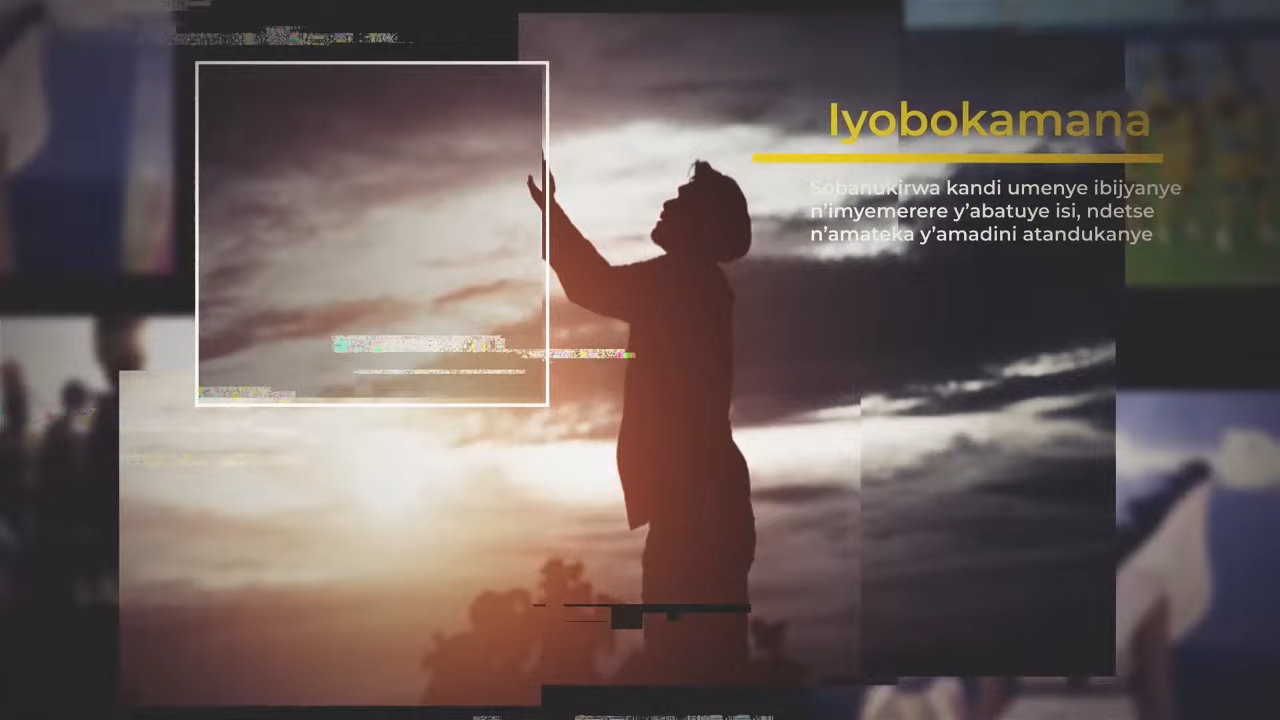 Iyobokamana
Sobanukirwa kandi umenye ibijyanye
n’imyemerere y’abatuye isi, ndetse
n’amateka y’amadini atandukanye